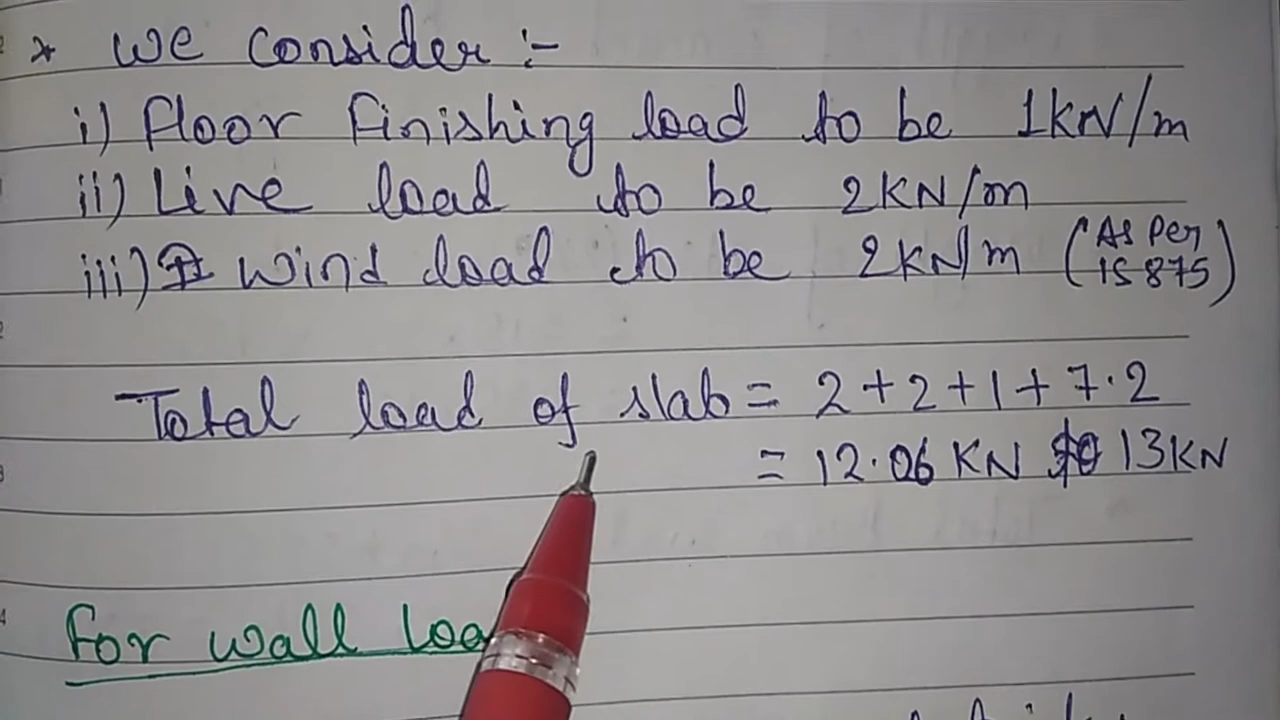 * We consider :-
i) Floor Finishing load to be 1kN/m
ii) Live load to be 2KN/m
iii) Wind load to be 2kN/m (As Per IS 875)
Total load of slab = 2+2+1+7.2
= 12.06 KN to 13KN
For wall loa